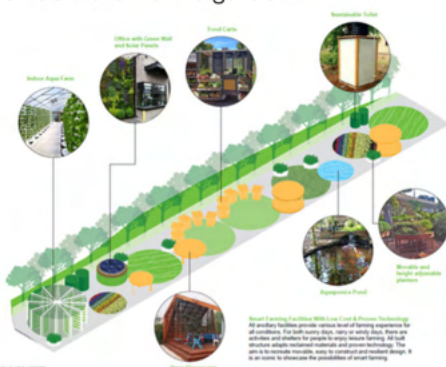 Sustainable Toilet
Food Carts
Office with Green Wall
and Solar Panels
Indoor Aqua Farm
Movable and
height adjustable
planters
Aquaponics Pond
Smart Farming Facilities With Low Cost & Proven Technology
All ancillary facilities provide various level of farming experience for
all conditions. For both sunny days, rainy or windy days, there are
activities and shelters for people to enjoy leisure farming. All built
structure adapts reclaimed materials and proven technology. The
aim is to recreate movable, easy to construct and resilient design. It
is an iconic to showcase the possibilities of smart farming.